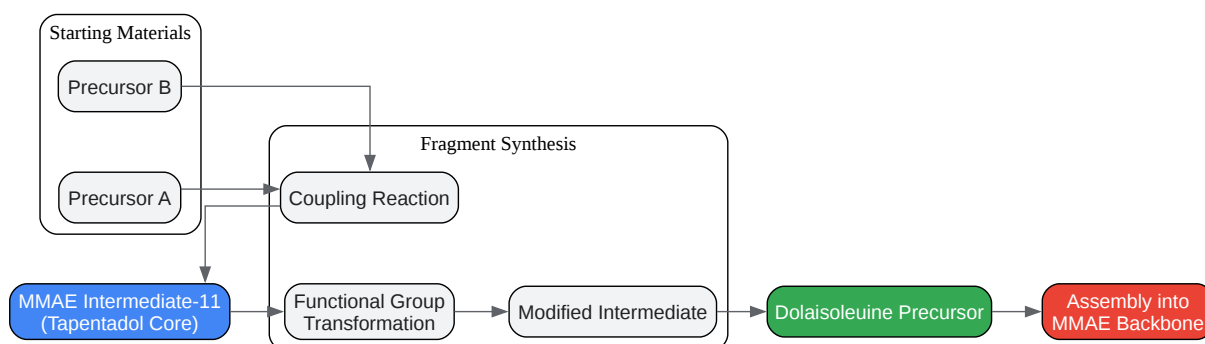 Starting Materials
Precursor B
Fragment Synthesis
Precursor A
Coupling Reaction
MMAE Intermediate-11
(Tapentadol Core)
Functional Group
Transformation
Modified Intermediate
Dolaisoleuine Precursor
Assembly into
MMAE Backbone